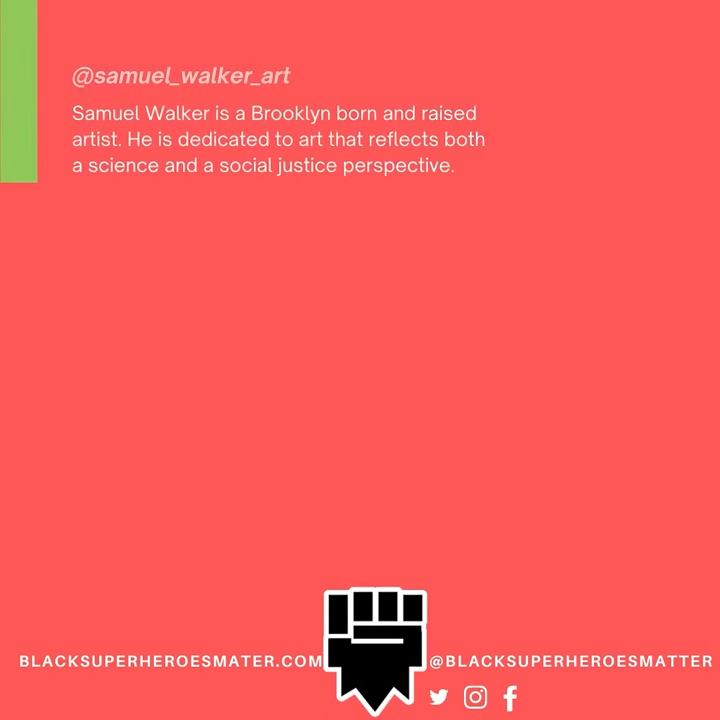 @samuel_walker_art
Samuel Walker is a Brooklyn born and raised
artist. He is dedicated to art that reflects both
a science and a social justice perspective.
BLACKSUPERHEROESMATER.COM
@BLACKSUPERHEROESMATTER